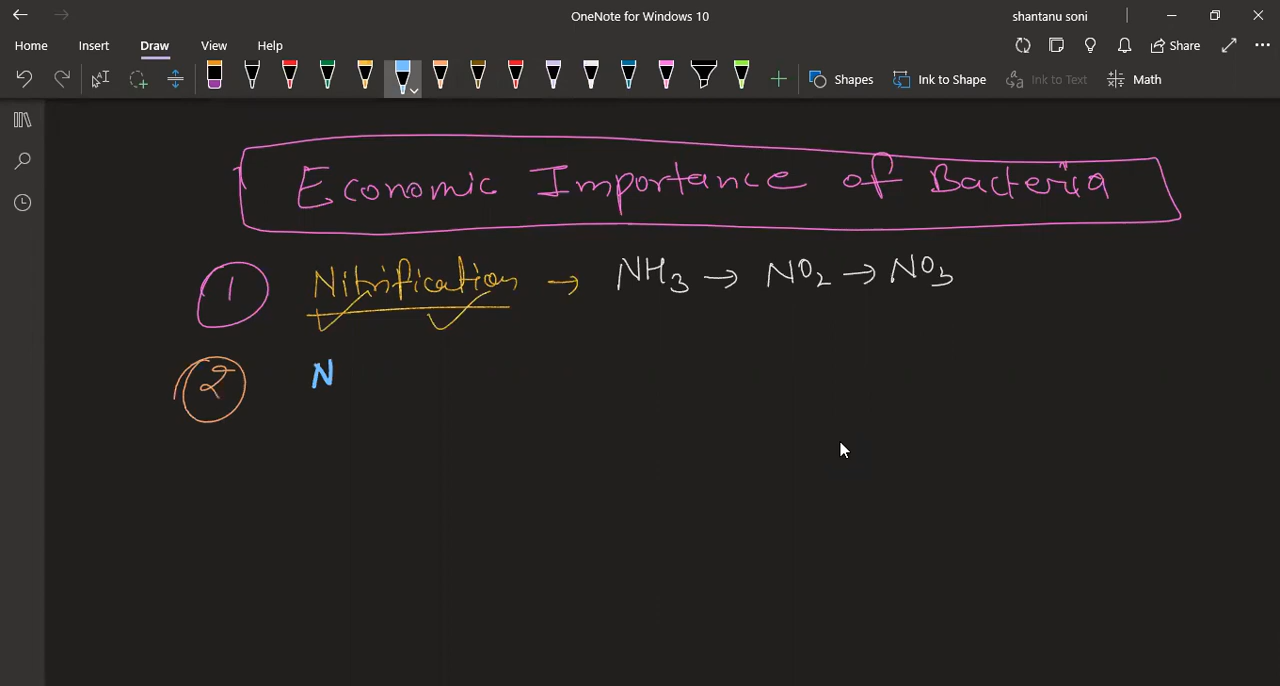 OneNote for Windows 10
shantanu soni
Home Insert Draw View Help
Share
Shapes Ink to Shape Ink to Text Math
Economic Importance of Bacteria
1 Nitrification → NH3 → NO2 → NO3
2 N